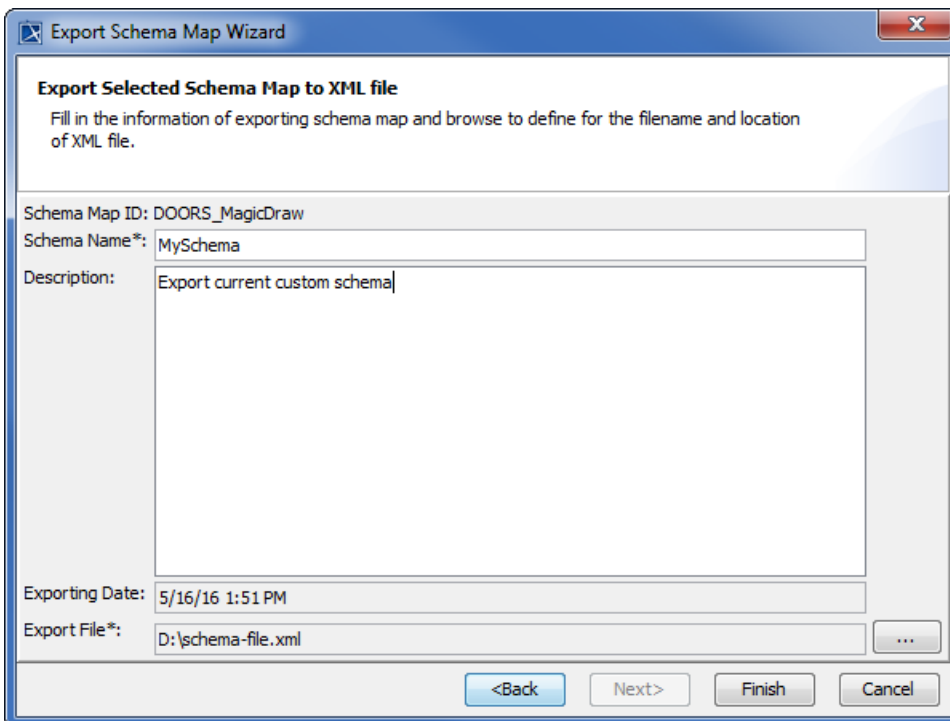 Export Schema Map Wizard
Export Selected Schema Map to XML file
Fill in the information of exporting schema map and browse to define for the filename and location
of XML file.
Schema Map ID: DOORS_MagicDraw
Schema Name*: MySchema
Description: Export current custom schema
Exporting Date: 5/16/16 1:51 PM
Export File*: D:\schema-file.xml ...
<Back Next> Finish Cancel